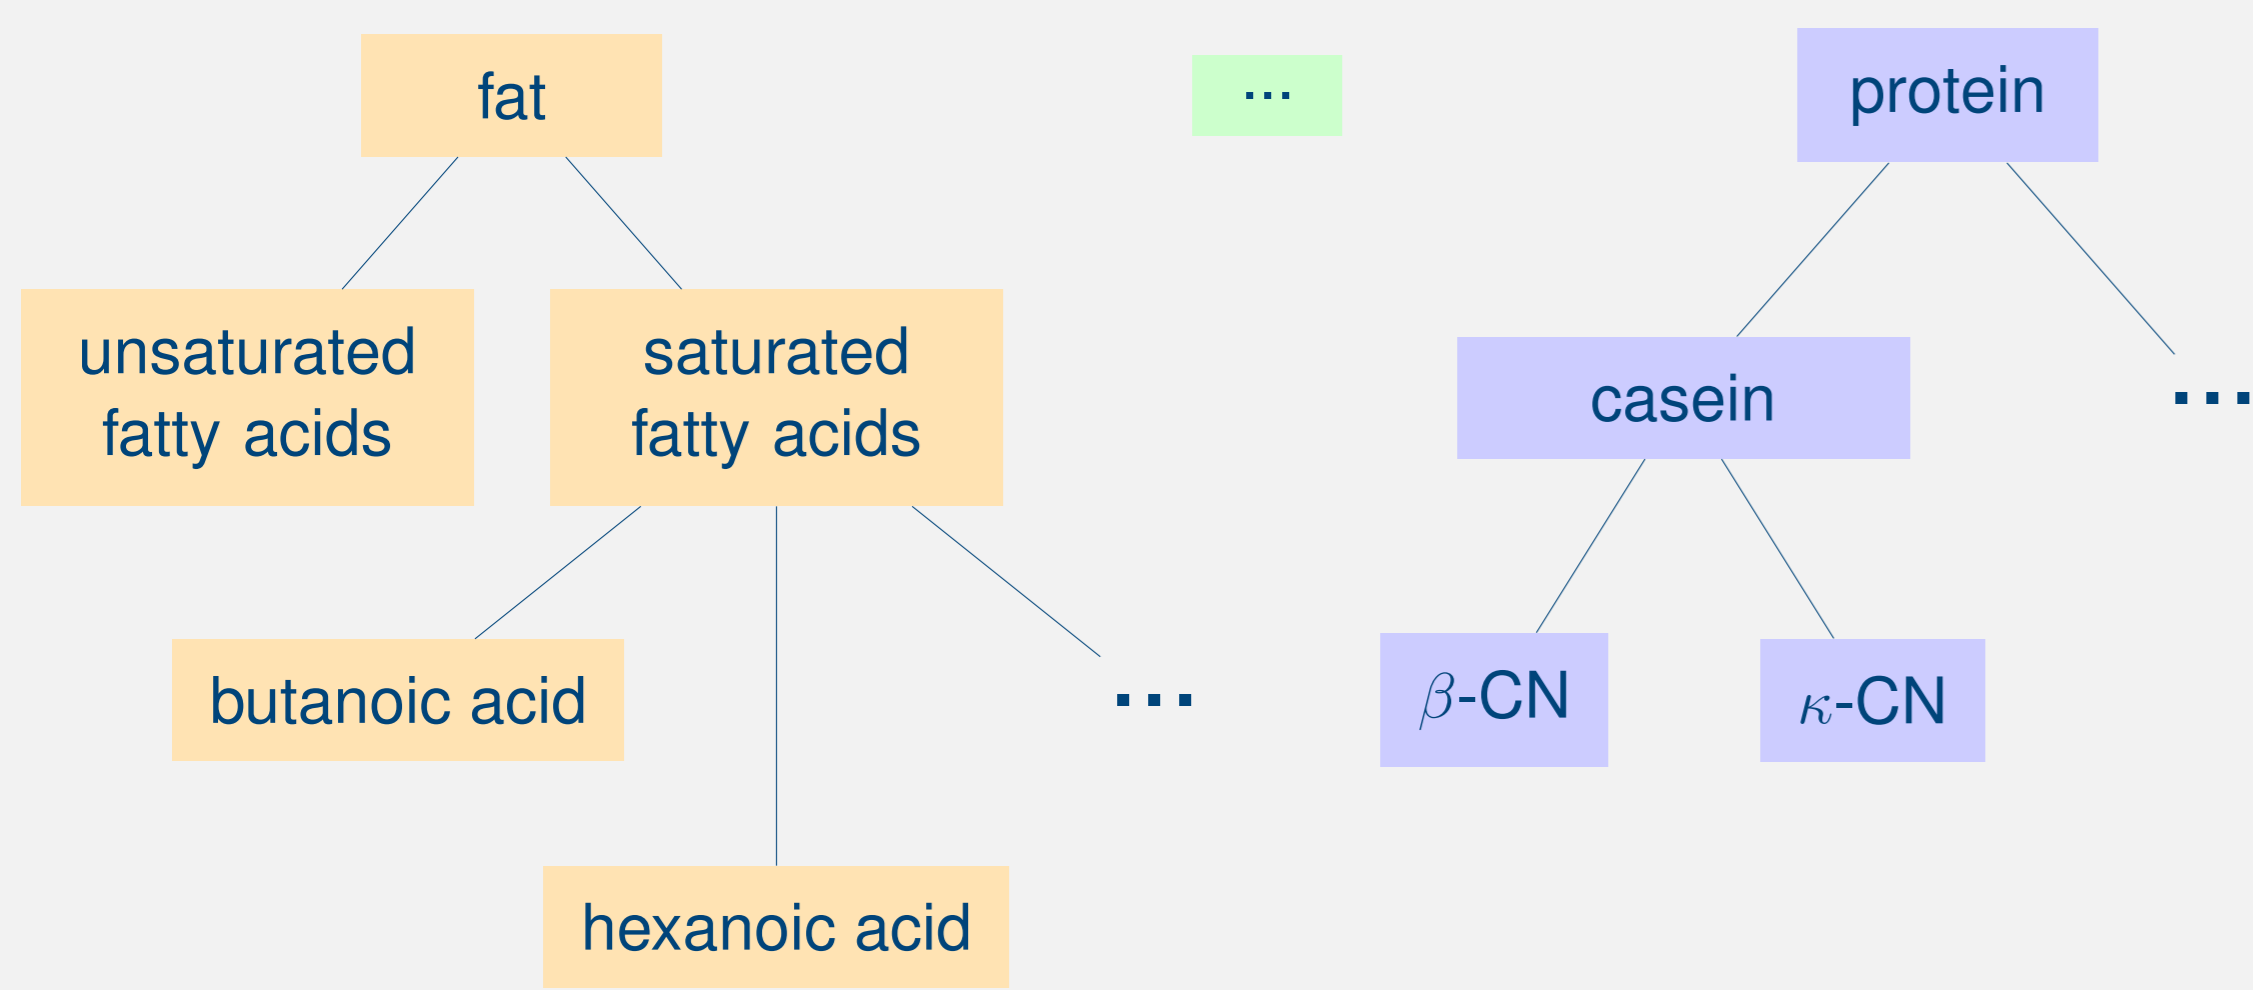 fat
...
protein
unsaturated
fatty acids
saturated
fatty acids
casein
...
butanoic acid
...
β-CN
κ-CN
hexanoic acid